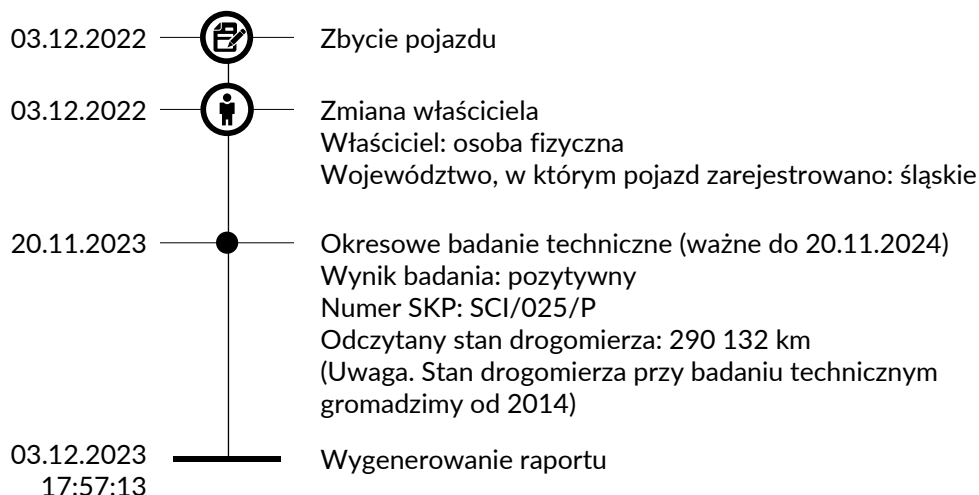 03.12.2022 Zbycie pojazdu
03.12.2022 Zmiana właściciela
Właściciel: osoba fizyczna
Województwo, w którym pojazd zarejestrowano: śląskie
20.11.2023 Okresowe badanie techniczne (ważne do 20.11.2024)
Wynik badania: pozytywny
Numer SKP: SCI/025/P
Odczytany stan drogomierza: 290 132 km
(Uwaga. Stan drogomierza przy badaniu technicznym
gromadzimy od 2014)
03.12.2023 Wygenerowanie raportu
17:57:13